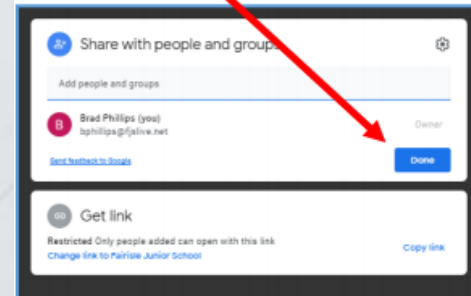 Share with people and groups
Add people and groups
B
Brad Phillips (you)
bphillips@fjslive.net
Owner
Send feedback to Google
Done
Get link
Restricted Only people added can open with this link
Change link to Fairisle Junior School
Copy link